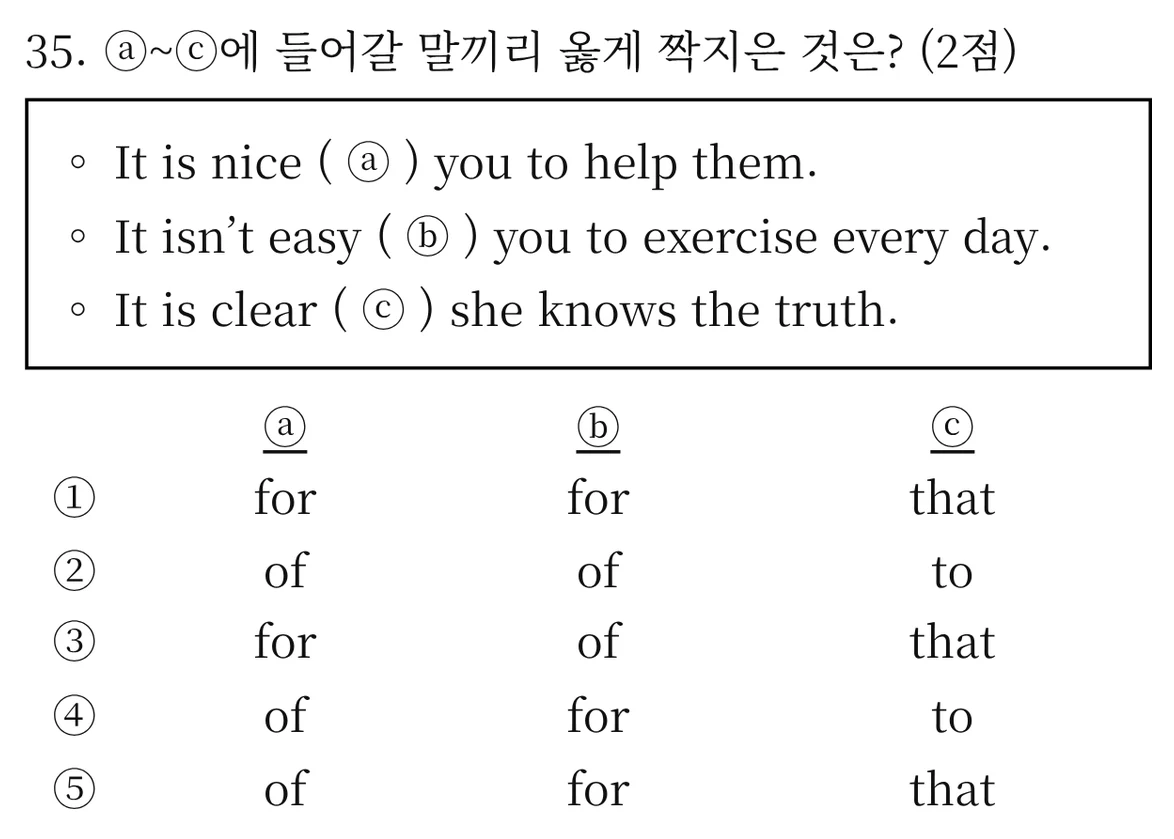 35. ⓐ~ⓒ에 들어갈 말끼리 옳게 짝지은 것은? (2점)
◦ It is nice ( ⓐ ) you to help them.
◦ It isn’t easy ( ⓑ ) you to exercise every day.
◦ It is clear ( ⓒ ) she knows the truth.
ⓐ ⓑ ⓒ
① for for that
② of of to
③ for of that
④ of for to
⑤ of for that